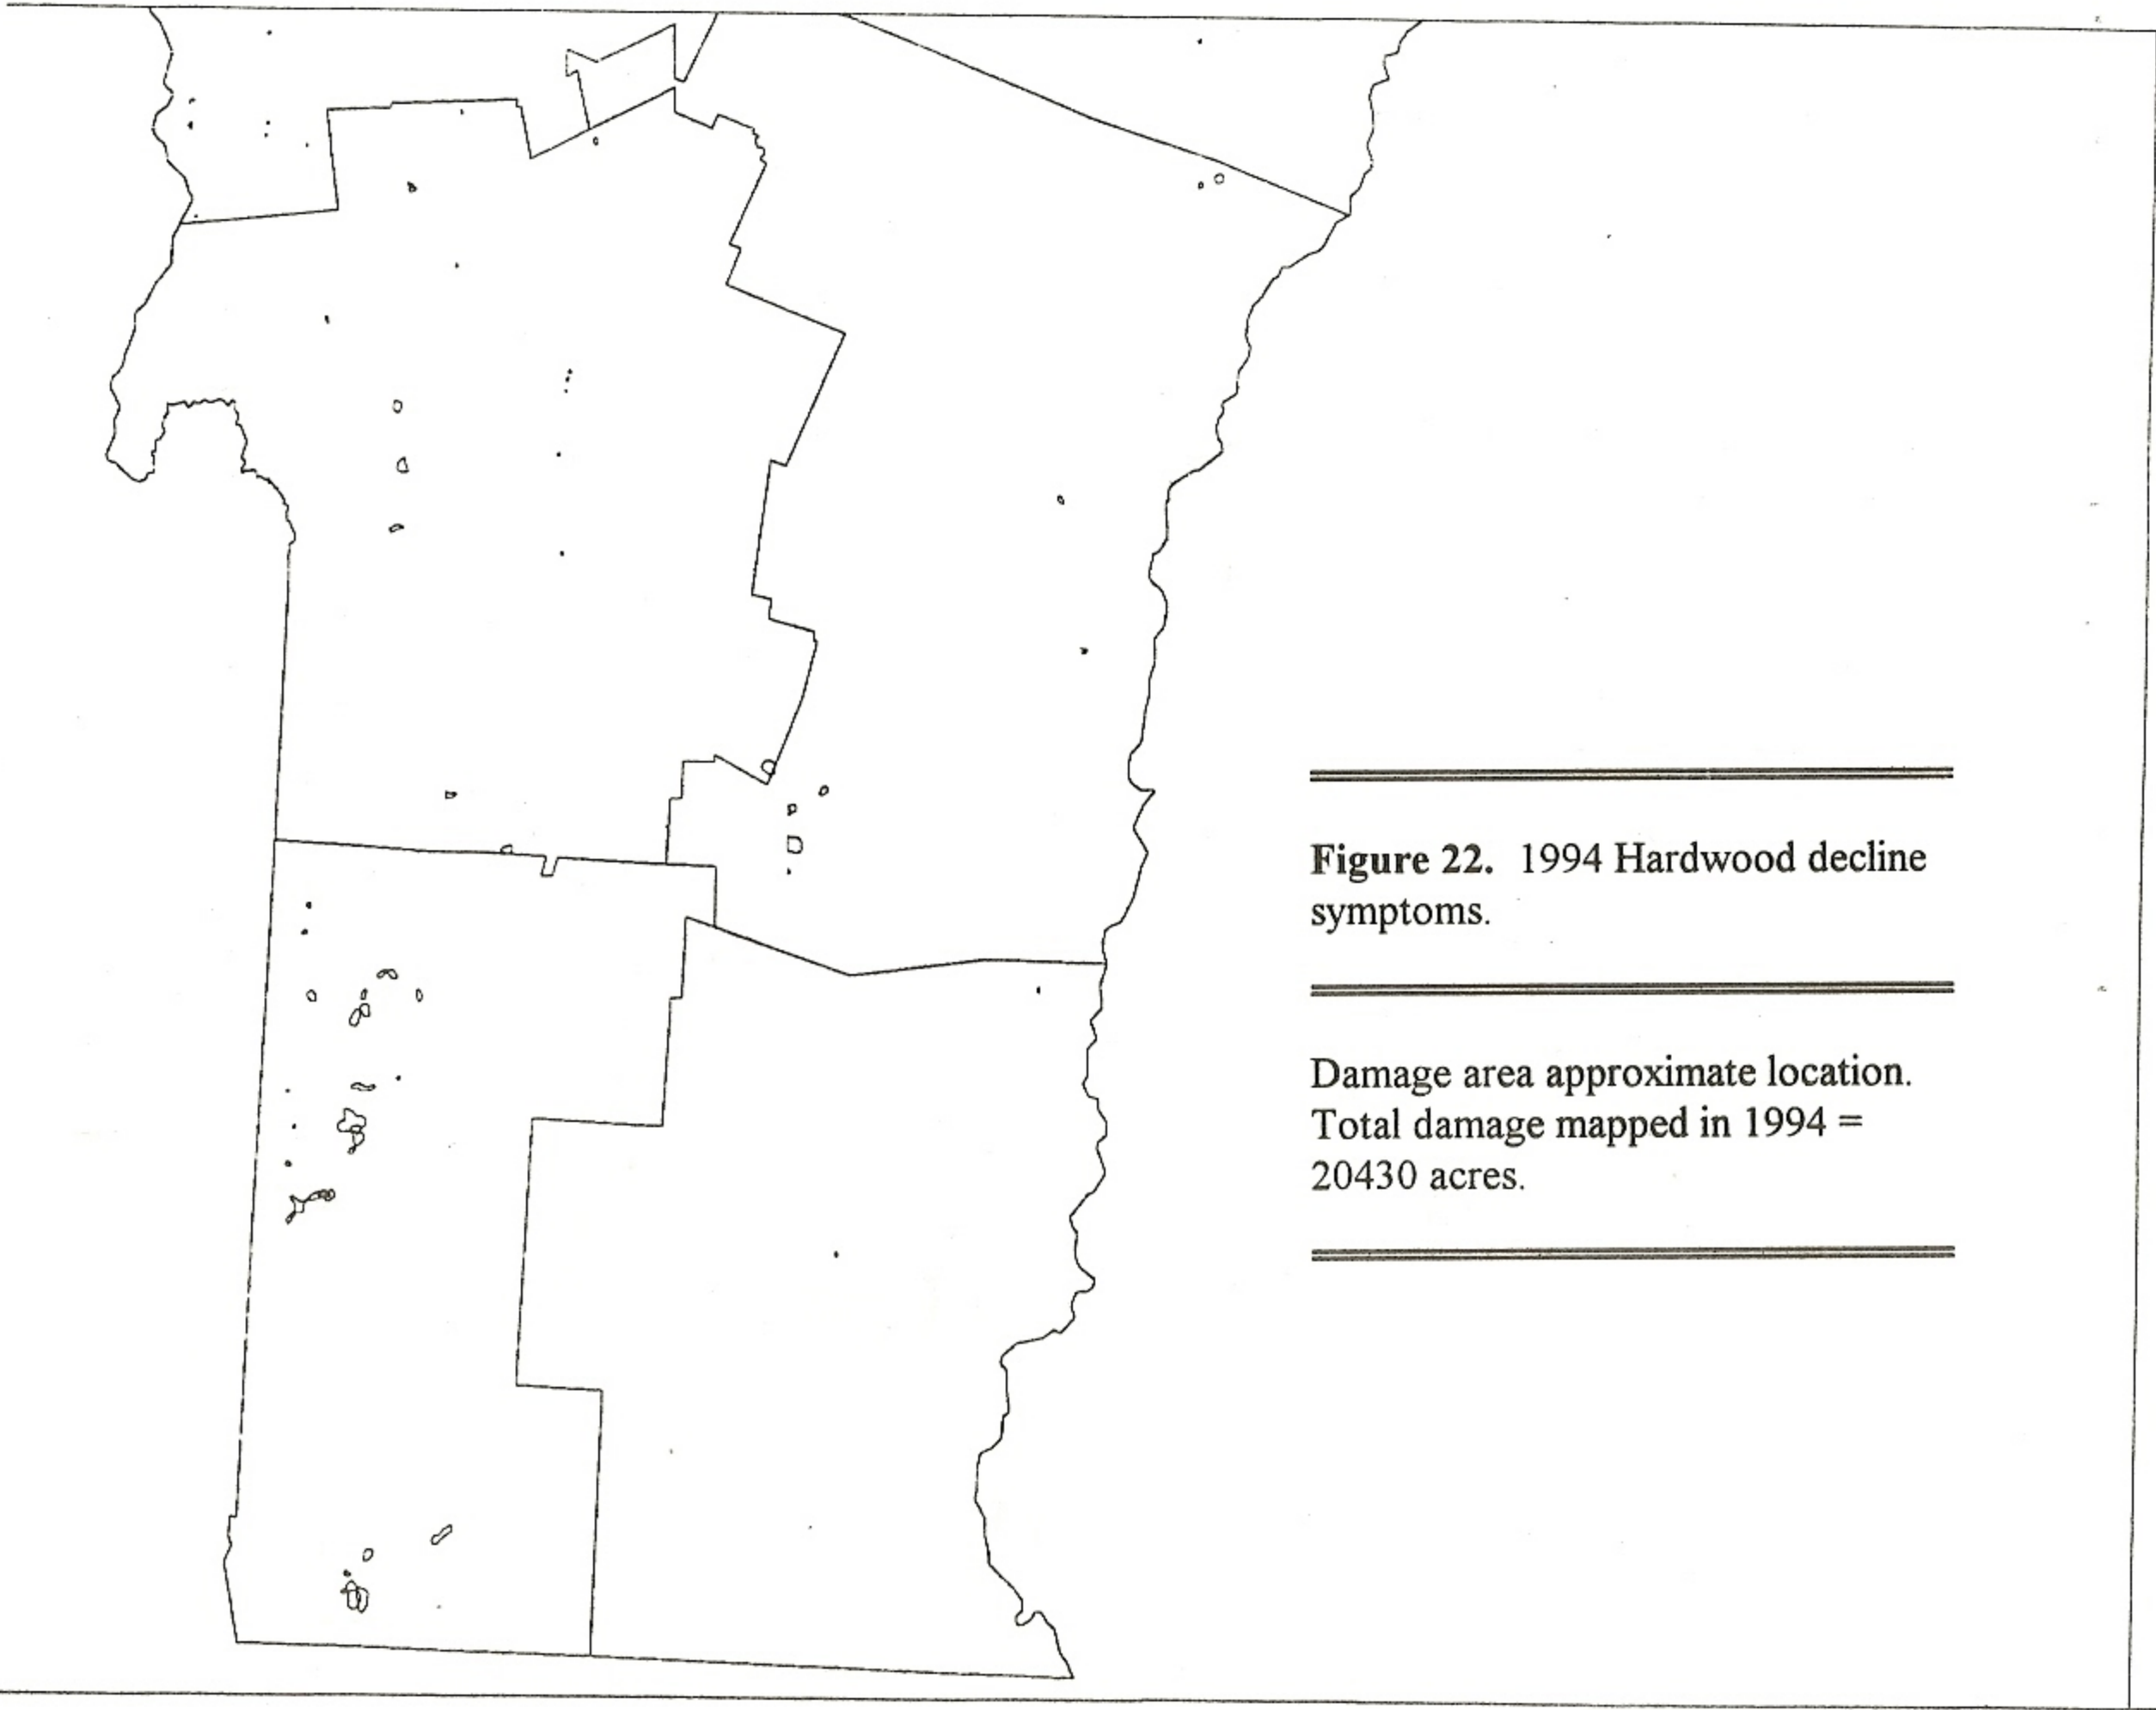 Figure 22. 1994 Hardwood decline
symptoms.
Damage area approximate location.
Total damage mapped in 1994 =
20430 acres.